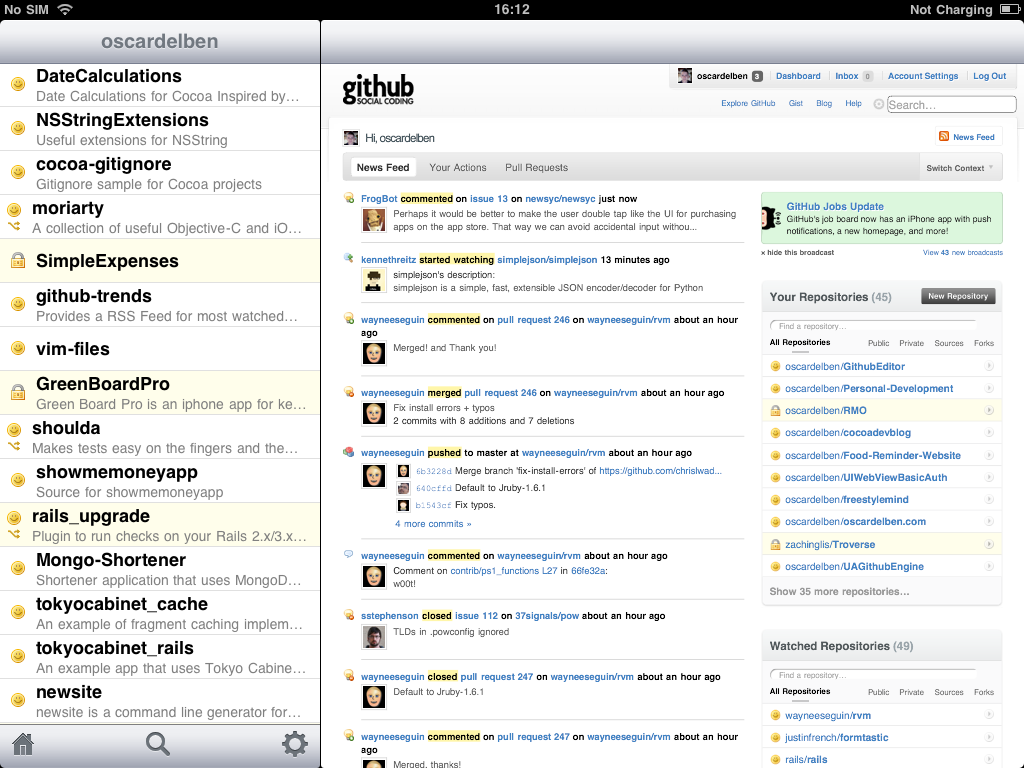 No SIM
16:12
Not Charging
oscardelben
DateCalculations
Date Calculations for Cocoa Inspired by…
NSStringExtensions
Useful extensions for NSString
cocoa-gitignore
Gitignore sample for Cocoa projects
moriarty
A collection of useful Objective-C and iO…
SimpleExpenses
github-trends
Provides a RSS Feed for most watched…
vim-files
GreenBoardPro
Green Board Pro is an iphone app for ke…
shoulda
Makes tests easy on the fingers and the…
showmemoneyapp
Source for showmemoneyapp
rails_upgrade
Plugin to run checks on your Rails 2.x/3.x…
Mongo-Shortener
Shortener application that uses MongoD…
tokyocabinet_cache
An example of fragment caching implem…
tokyocabinet_rails
An example app that uses Tokyo Cabine…
newsite
newsite is a command line generator for…
github
SOCIAL CODING
oscardelben 3 Dashboard Inbox 0 Account Settings Log Out
Explore GitHub Gist Blog Help Search…
Hi, oscardelben
News Feed
News Feed Your Actions Pull Requests Switch Context
FrogBot commented on issue 13 on newsyc/newsyc just now
Perhaps it would be better to make the user double tap like the UI for purchasing
apps on the app store. That way we can avoid accidental input withou...
kennethreitz started watching simplejson/simplejson 13 minutes ago
simplejson's description:
simplejson is a simple, fast, extensible JSON encoder/decoder for Python
wayneeseguin commented on pull request 246 on wayneeseguin/rvm about an hour
ago
Merged! and Thank you!
wayneeseguin merged pull request 246 on wayneeseguin/rvm about an hour ago
Fix install errors + typos
2 commits with 8 additions and 7 deletions
wayneeseguin pushed to master at wayneeseguin/rvm about an hour ago
6b3228d Merge branch 'fix-install-errors' of https://github.com/chrislwad...
640cffd Default to Jruby-1.6.1
b1543cf Fix typos.
4 more commits »
wayneeseguin commented on wayneeseguin/rvm about an hour ago
Comment on contrib/ps1_functions L27 in 66fe32a:
w00t!
sstephenson closed issue 112 on 37signals/pow about an hour ago
TLDs in .powconfig ignored
wayneeseguin closed pull request 247 on wayneeseguin/rvm about an hour ago
Default to Jruby-1.6.1
wayneeseguin commented on pull request 247 on wayneeseguin/rvm about an hour
ago
Merged, thanks!
GitHub Jobs Update
GitHub's job board now has an iPhone app with push
notifications, a new homepage, and more!
× hide this broadcast View 43 new broadcasts
Your Repositories (45) New Repository
Find a repository…
All Repositories Public Private Sources Forks
oscardelben/GithubEditor
oscardelben/Personal-Development
oscardelben/RMO
oscardelben/cocoadevblog
oscardelben/Food-Reminder-Website
oscardelben/UIWebViewBasicAuth
oscardelben/freestylemind
oscardelben/oscardelben.com
zachinglis/Troverse
oscardelben/UAGithubEngine
Show 35 more repositories…
Watched Repositories (49)
Find a repository…
All Repositories Public Private Sources Forks
wayneeseguin/rvm
justinfrench/formtastic
rails/rails